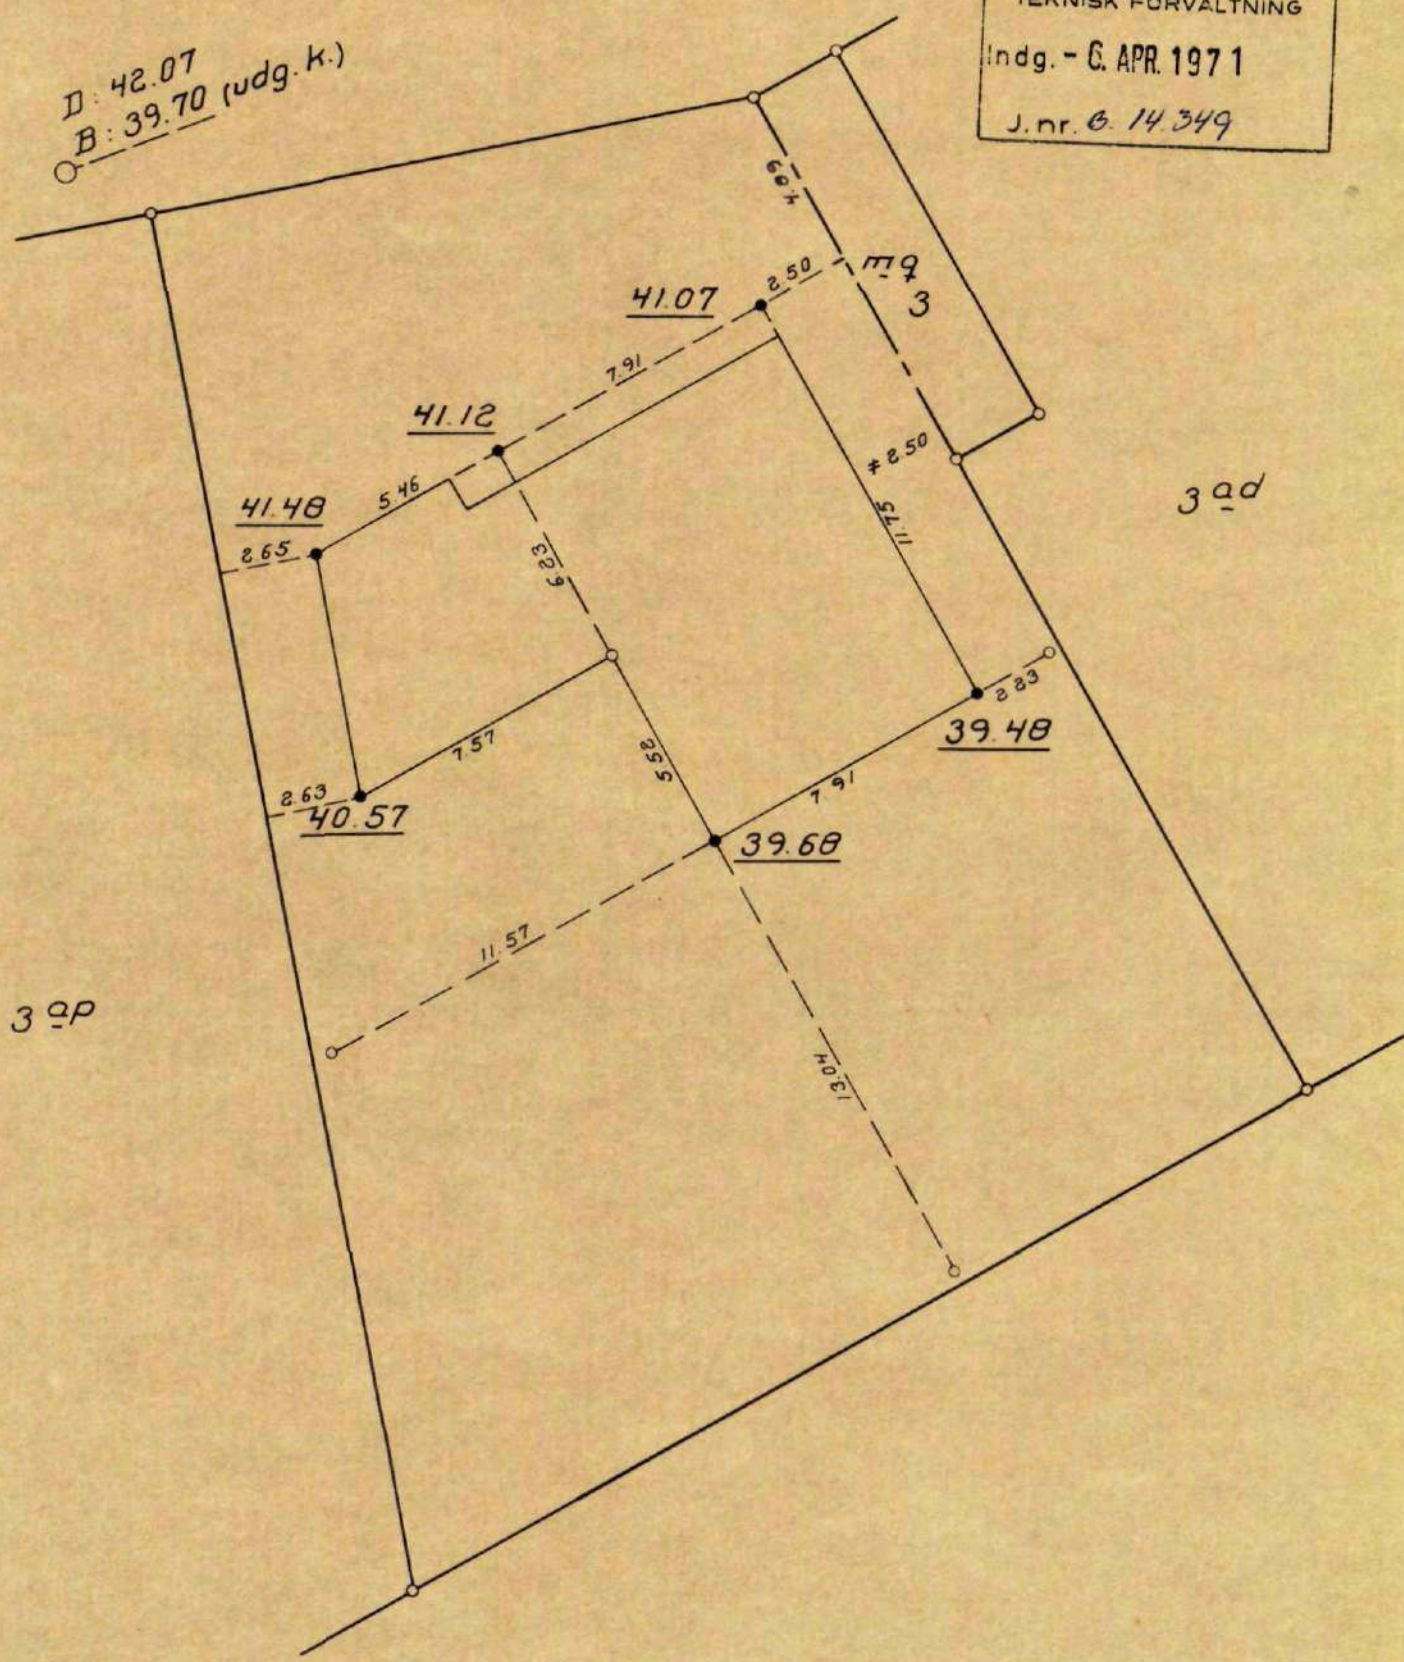 TEKNISK FORVALTNING
Indg. - 6. APR. 1971
J. nr. B. 14.349
D: 42.07
B: 39.70 (udg. k.)
4.09
2.50
3 bm
41.07
7.91
41.12
≠ 2.50
5.46
41.48
3 ad
11.75
2.65
6.23
2.23
39.48
7.57
5.52
7.91
2.63
40.57
39.68
11.57
3 ap
13.04